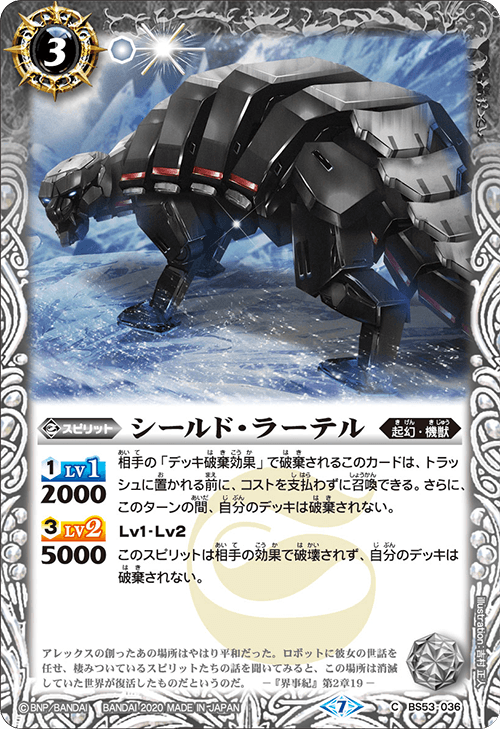 3
スピリット
シールド・ラーテル
起幻・機獣
1 LV1
2000
相手の「デッキ破棄効果」で破棄されるこのカードは、トラッ
シュに置かれる前に、コストを支払わずに召喚できる。さらに、
このターンの間、自分のデッキは破棄されない。
3 LV2
5000
Lv1・Lv2
このスピリットは相手の効果で破壊されず、自分のデッキは
破棄されない。
アレックスの創ったあの場所はやはり平和だった。ロボットに彼女の世話を
任せ、棲みついているスピリットたちの話を聞いてみると、この場所は消滅
していた世界が復活したものだというのだ。 ―『界事紀』第2章19―
illustration:吉村 正人
©BNP/BANDAI BANDAI 2020 MADE IN JAPAN
7
C BS53-036